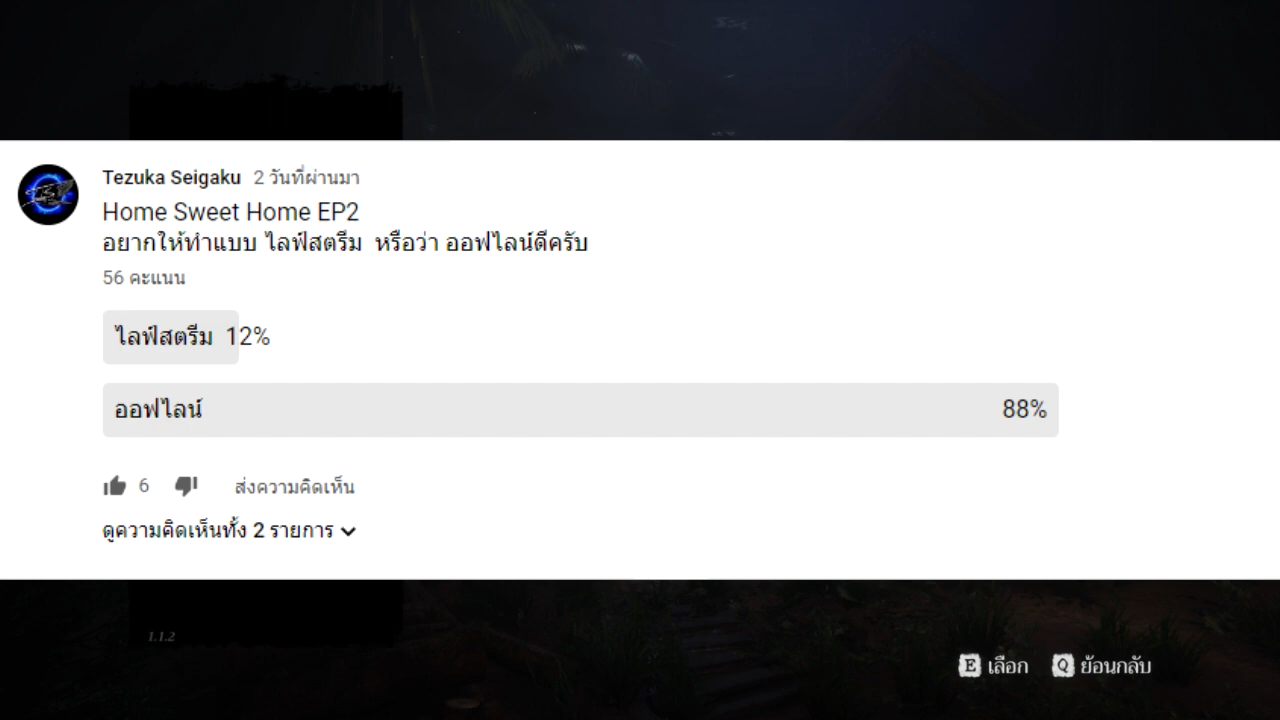 Tezuka Seigaku 2 วันที่ผ่านมา
Home Sweet Home EP2
อยากให้ทำแบบ ไลฟ์สตรีม หรือว่า ออฟไลน์ดีครับ
56 คะแนน
ไลฟ์สตรีม 12%
ออฟไลน์ 88%
6 ส่งความคิดเห็น
ดูความคิดเห็นทั้ง 2 รายการ
1.1.2
E เลือก Q ย้อนกลับ